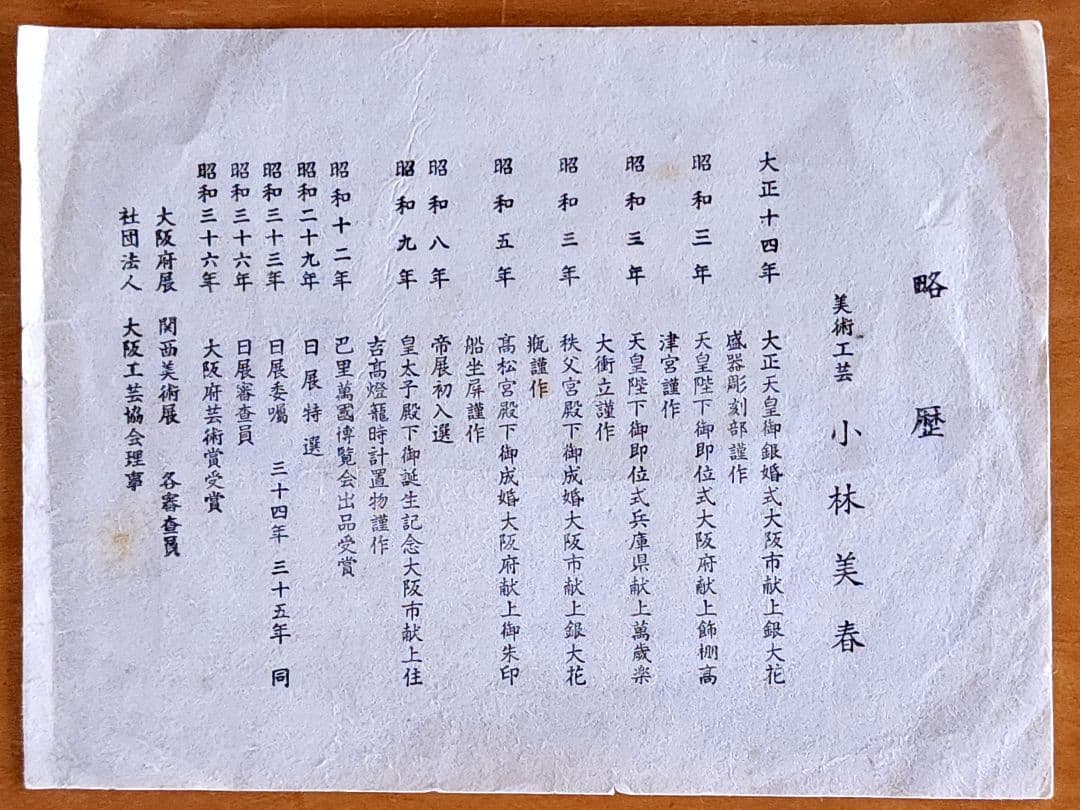 略歴
美術工芸 小林美春
大正十四年 大正天皇御銀婚式大阪市献上銀大花
盛器彫刻部謹作
昭和三年 天皇陛下御即位式大阪府献上飾棚高
津宮謹作
昭和三年 天皇陛下御即位式兵庫県献上萬歳楽
大衝立謹作
昭和三年 秩父宮殿下御成婚大阪市献上銀大花
瓶謹作
昭和五年 高松宮殿下御成婚大阪府献上御朱印
船坐屏謹作
昭和八年 帝展初入選
昭和九年 皇太子殿下御誕生記念大阪市献上住
吉高燈籠時計置物謹作
昭和十二年 巴里萬國博覧会出品受賞
昭和二十九年 日展特選
昭和三十三年 日展委嘱 三十四年 三十五年 同
昭和三十六年 日展審査員
昭和三十六年 大阪府芸術賞受賞
大阪府展 関西美術展 各審査員
社団法人 大阪工芸協会理事